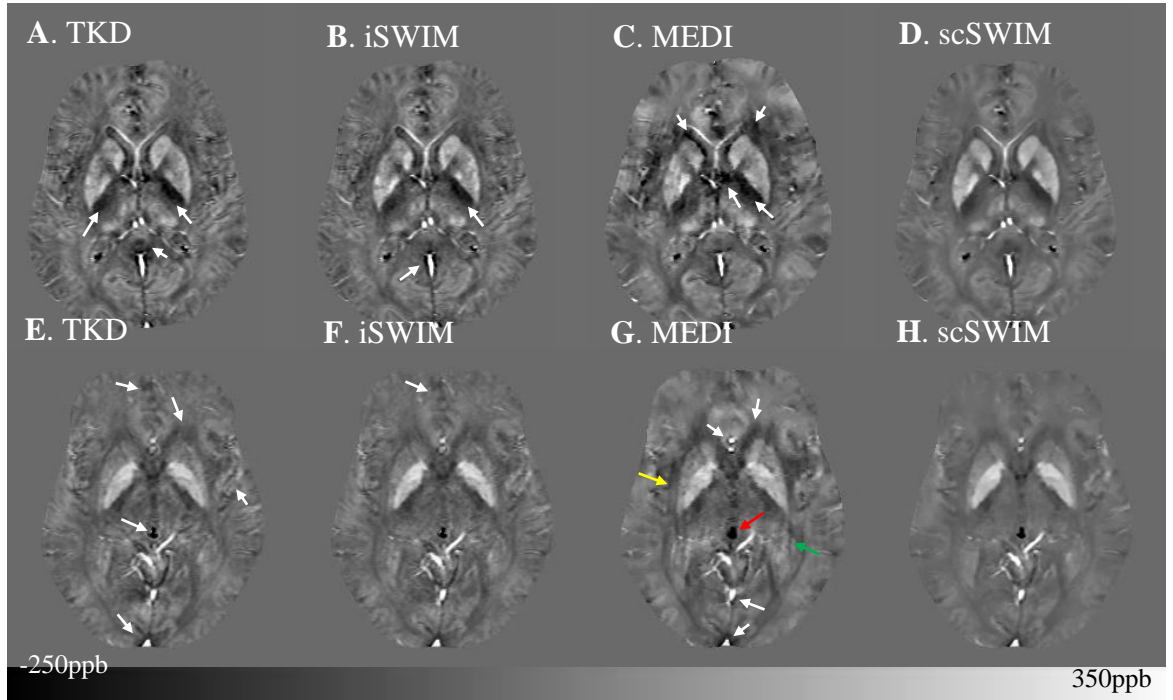 A. TKD
B. iSWIM
C. MEDI
D. scSWIM
E. TKD
F. iSWIM
G. MEDI
H. scSWIM
-250ppb
350ppb